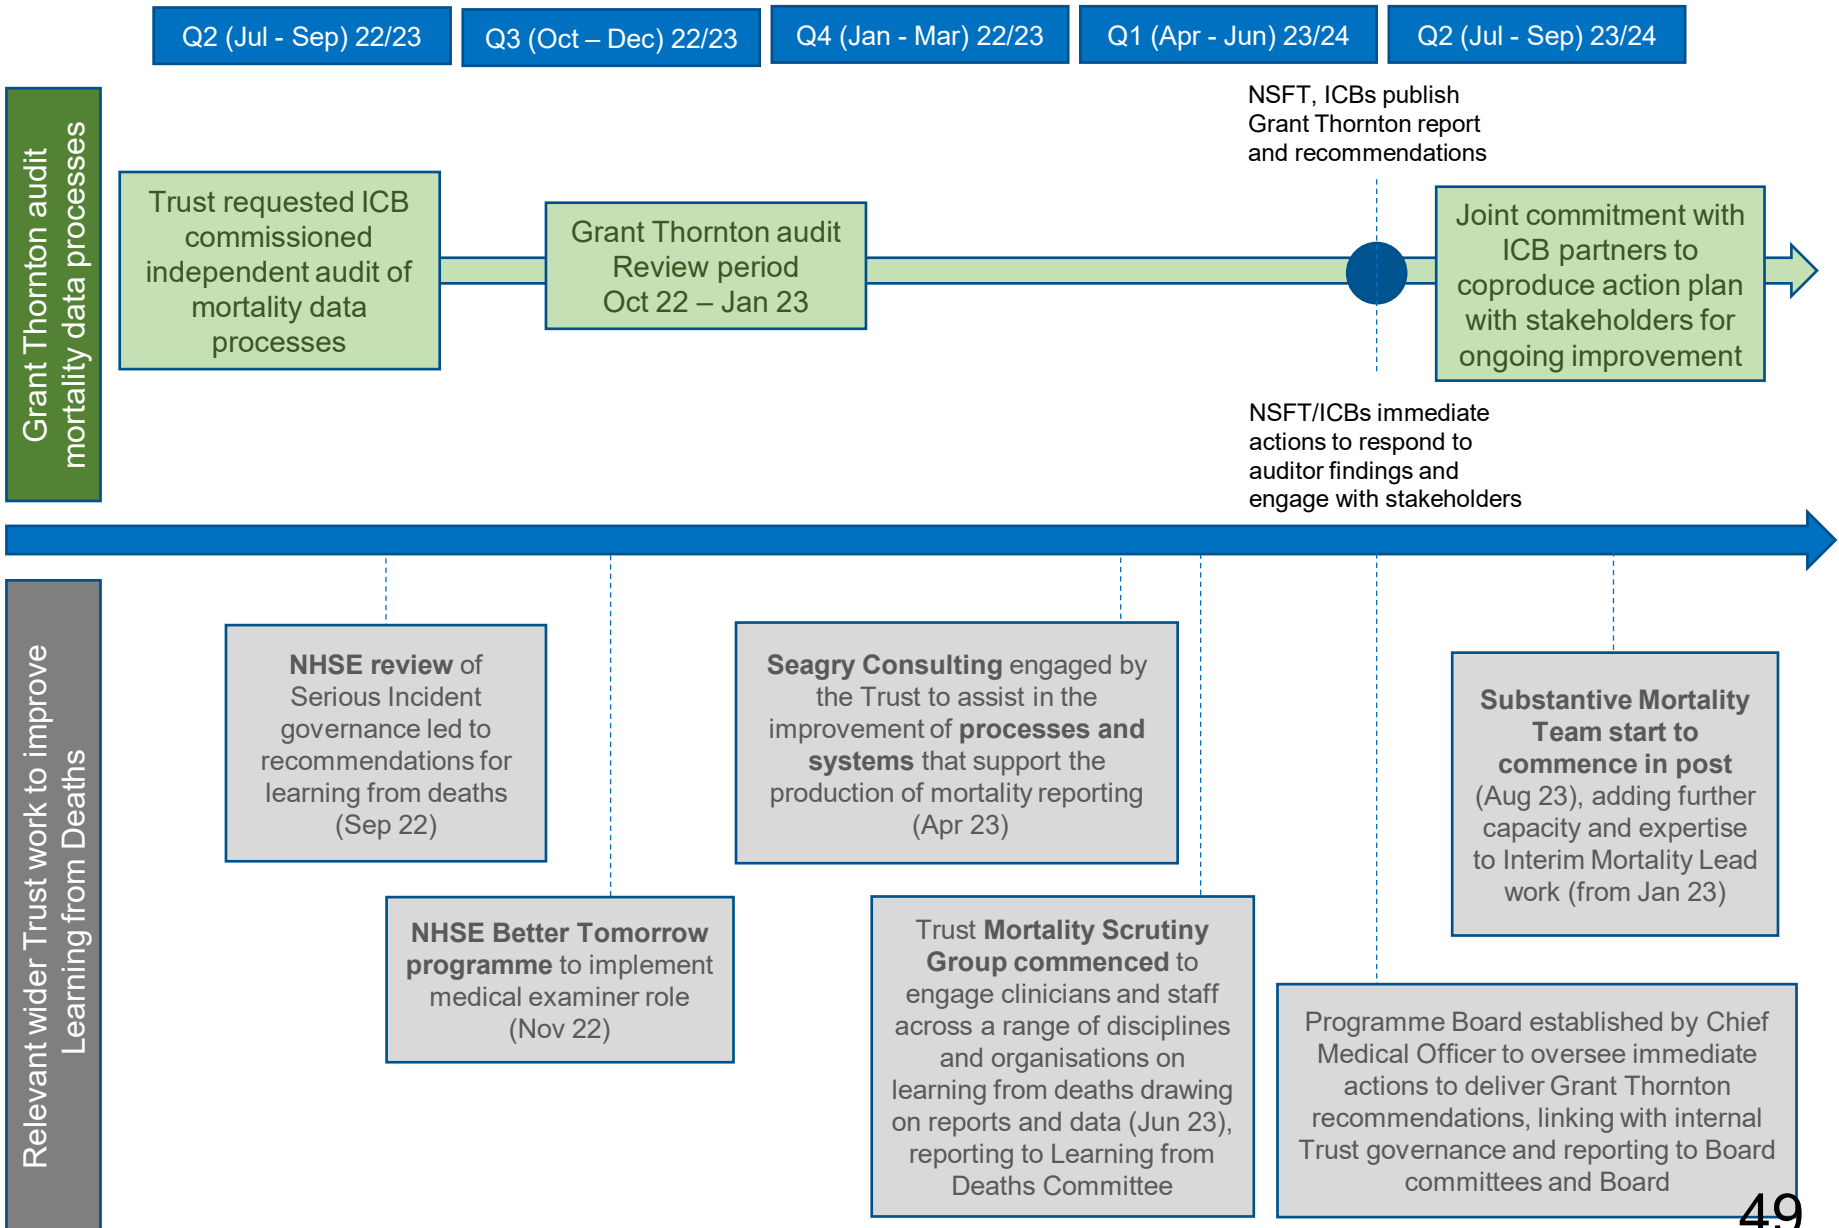 Q2 (Jul - Sep) 22/23
Q3 (Oct – Dec) 22/23
Q4 (Jan - Mar) 22/23
Q1 (Apr - Jun) 23/24
Q2 (Jul - Sep) 23/24
Grant Thornton audit
mortality data processes
Trust requested ICB
commissioned
independent audit of
mortality data
processes
Grant Thornton audit
Review period
Oct 22 – Jan 23
NSFT, ICBs publish
Grant Thornton report
and recommendations
NSFT/ICBs immediate
actions to respond to
auditor findings and
engage with stakeholders
Joint commitment with
ICB partners to
coproduce action plan
with stakeholders for
ongoing improvement
Relevant wider Trust work to improve
Learning from Deaths
NHSE review of
Serious Incident
governance led to
recommendations for
learning from deaths
(Sep 22)
NHSE Better Tomorrow
programme to implement
medical examiner role
(Nov 22)
Seagry Consulting engaged by
the Trust to assist in the
improvement of processes and
systems that support the
production of mortality reporting
(Apr 23)
Trust Mortality Scrutiny
Group commenced to
engage clinicians and staff
across a range of disciplines
and organisations on
learning from deaths drawing
on reports and data (Jun 23),
reporting to Learning from
Deaths Committee
Substantive Mortality
Team start to
commence in post
(Aug 23), adding further
capacity and expertise
to Interim Mortality Lead
work (from Jan 23)
Programme Board established by Chief
Medical Officer to oversee immediate
actions to deliver Grant Thornton
recommendations, linking with internal
Trust governance and reporting to Board
committees and Board
49